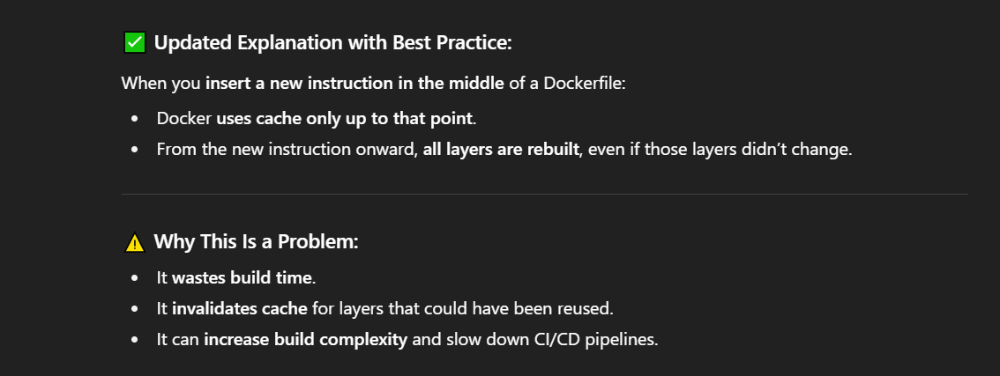 ✅ Updated Explanation with Best Practice:
When you insert a new instruction in the middle of a Dockerfile:
• Docker uses cache only up to that point.
• From the new instruction onward, all layers are rebuilt, even if those layers didn’t change.
⚠️ Why This Is a Problem:
• It wastes build time.
• It invalidates cache for layers that could have been reused.
• It can increase build complexity and slow down CI/CD pipelines.